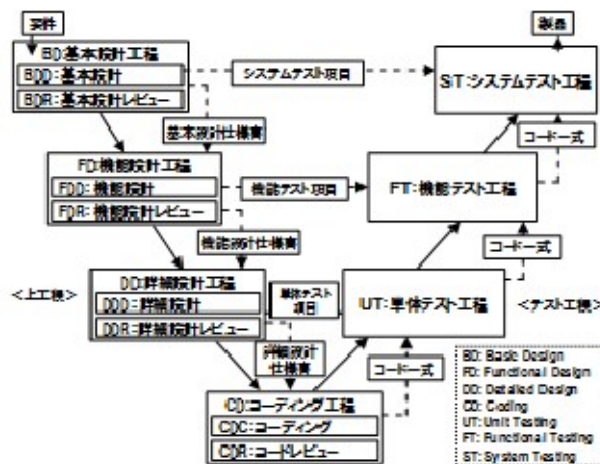 要件
製品
BD:基本設計工程
BDD:基本設計
BDR:基本設計レビュー
システムテスト項目
ST:システムテスト工程
基本設計仕様書
コード一式
FD:機能設計工程
FDD:機能設計
FDR:機能設計レビュー
機能テスト項目
FT:機能テスト工程
機能設計仕様書
コード一式
<上工程>
DD:詳細設計工程
DDD:詳細設計
DDR:詳細設計レビュー
単体テスト
項目
UT:単体テスト工程
<テスト工程>
詳細設計
仕様書
コード一式
CD:コーディング工程
CDC:コーディング
CDR:コードレビュー
BD: Basic Design
FD: Functional Design
DD: Detailed Design
CD: Coding
UT: Unit Testing
FT: Functional Testing
ST: System Testing